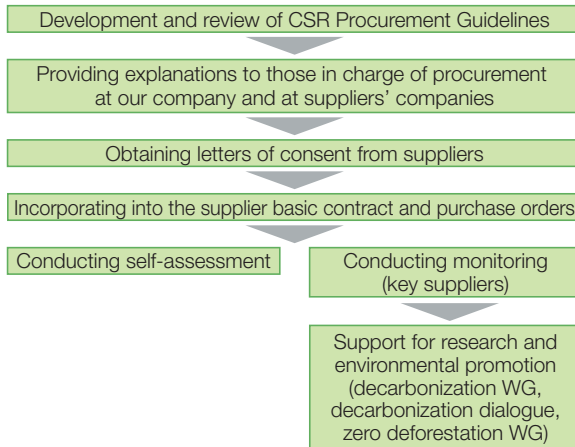 Development and review of CSR Procurement Guidelines
Providing explanations to those in charge of procurement
at our company and at suppliers’ companies
Obtaining letters of consent from suppliers
Incorporating into the supplier basic contract and purchase orders
Conducting self-assessment
Conducting monitoring
(key suppliers)
Support for research and
environmental promotion
(decarbonization WG,
decarbonization dialogue,
zero deforestation WG)